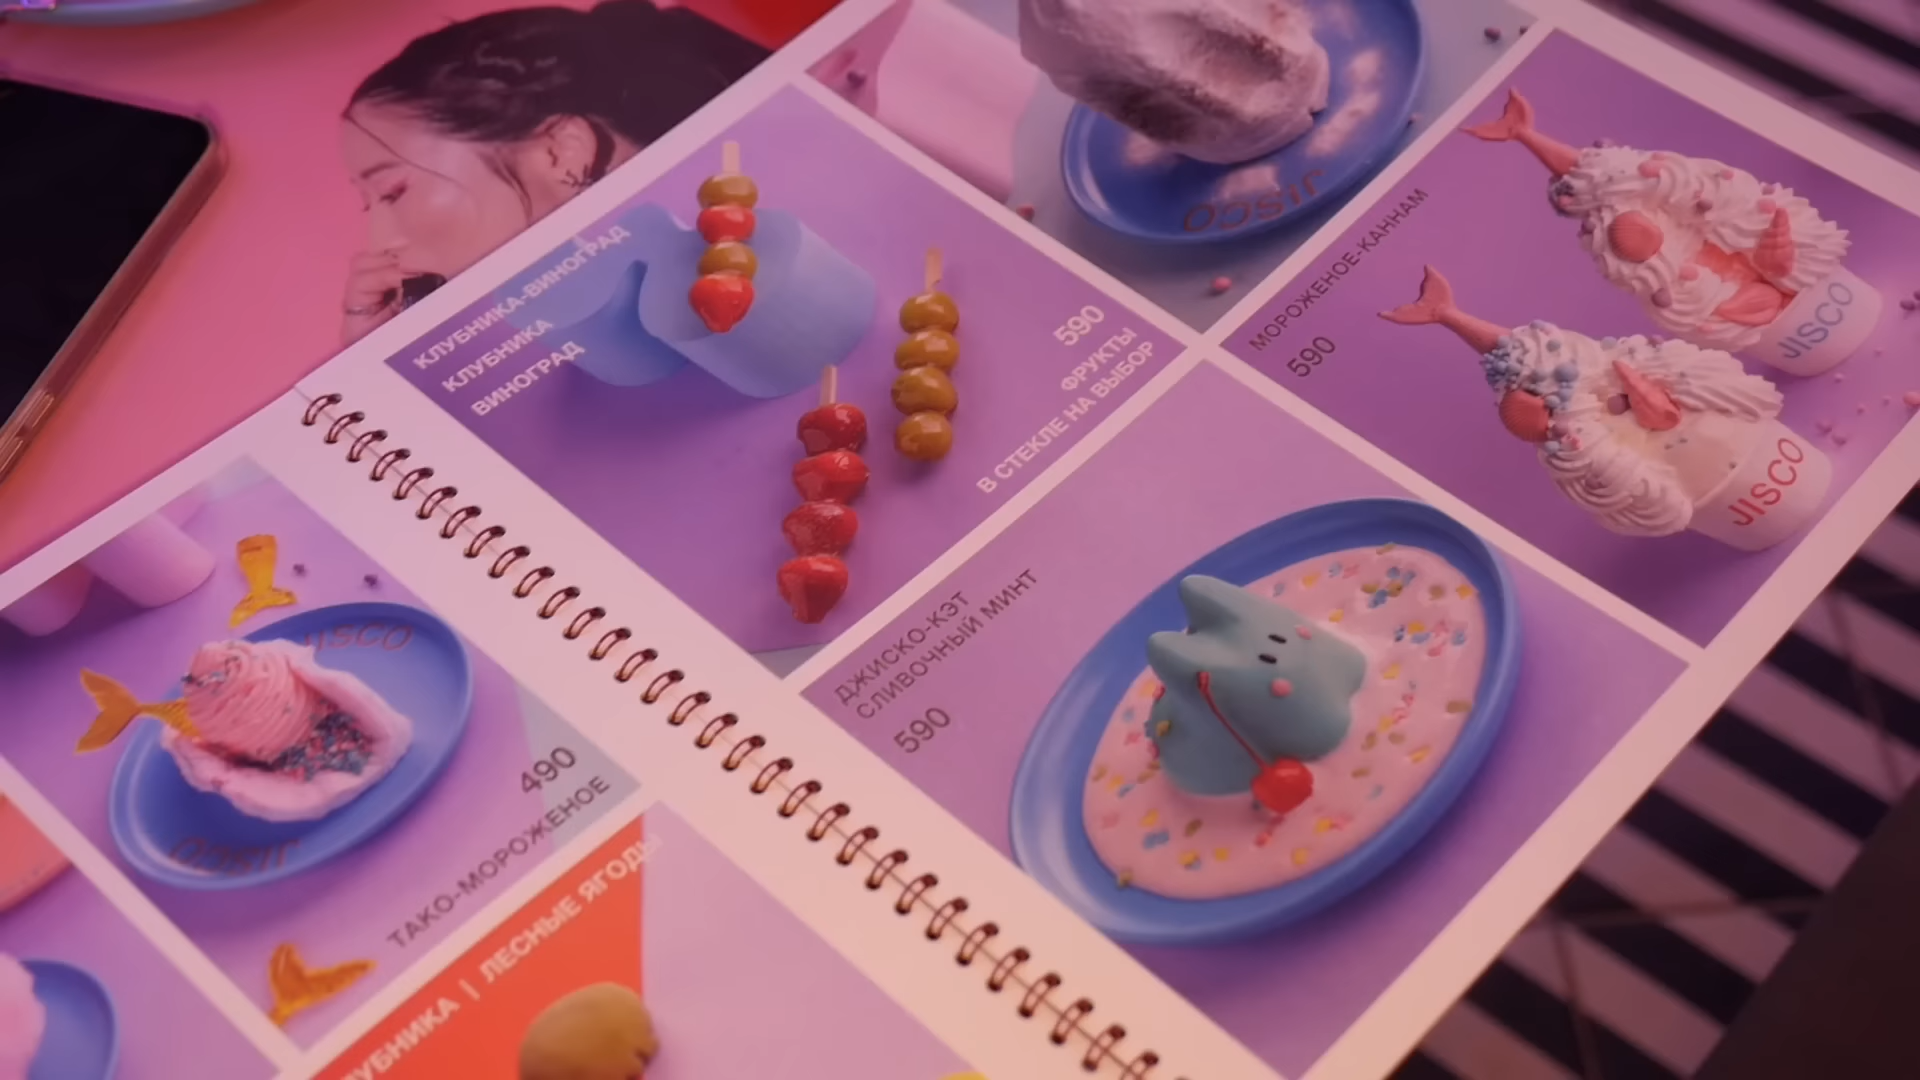 КЛУБНИКА-ВИНОГРАД
КЛУБНИКА
ВИНОГРАД
590
ФРУКТЫ
В СТЕКЛЕ НА ВЫБОР
JISCO
МОРОЖЕНОЕ-КАННАМ
590
JISCO
JISCO
ДЖИСКО-КЭТ
СЛИВОЧНЫЙ МИНТ
590
JISCO
JISCO
490
ТАКО-МОРОЖЕНОЕ
КЛУБНИКА | ЛЕСНЫЕ ЯГОДЫ